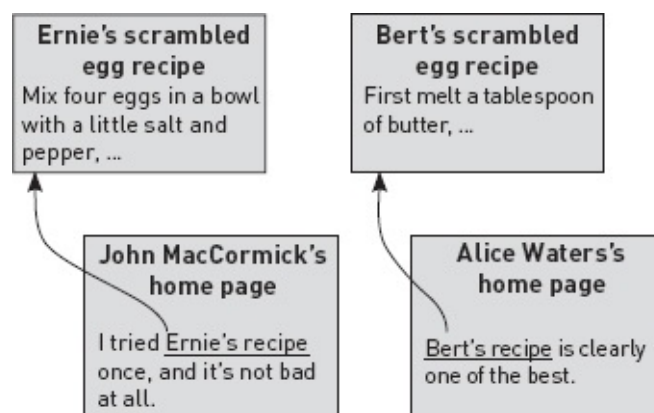 Ernie's scrambled
egg recipe
Mix four eggs in a bowl
with a little salt and
pepper, ...
Bert's scrambled
egg recipe
First melt a tablespoon
of butter, ...
John MacCormick's
home page
I tried Ernie's recipe
once, and it's not bad
at all.
Alice Waters's
home page
Bert's recipe is clearly
one of the best.